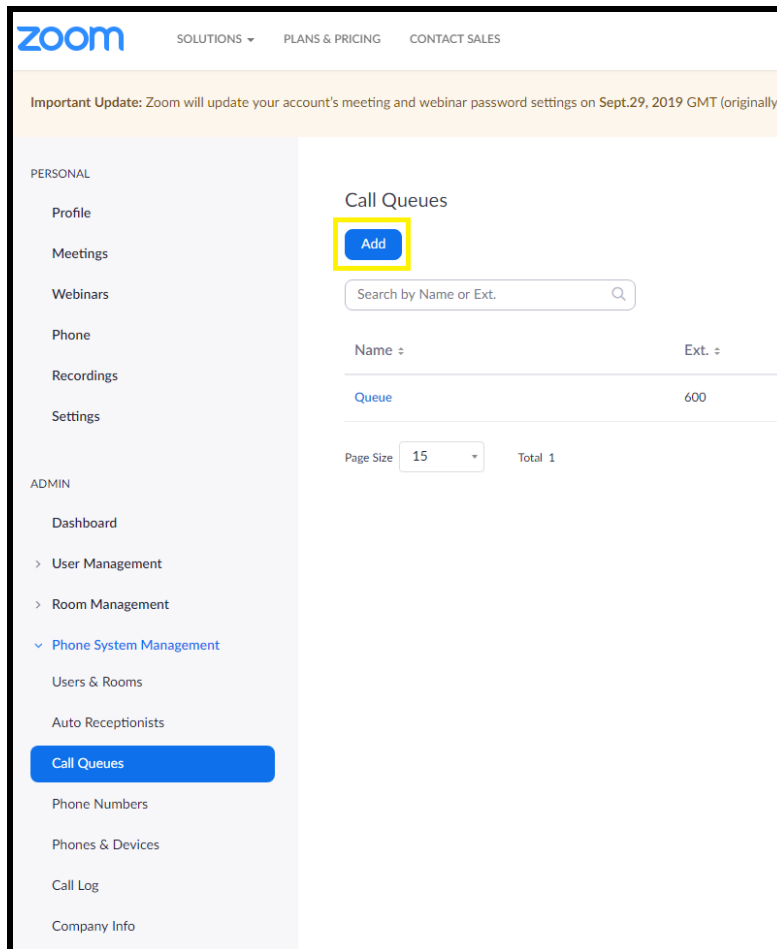 zoom
SOLUTIONS PLANS & PRICING CONTACT SALES
Important Update: Zoom will update your account's meeting and webinar password settings on Sept.29, 2019 GMT (originally
PERSONAL
Profile
Meetings
Webinars
Phone
Recordings
Settings
ADMIN
Dashboard
User Management
Room Management
Phone System Management
Users & Rooms
Auto Receptionists
Call Queues
Phone Numbers
Phones & Devices
Call Log
Company Info
Call Queues
Add
Search by Name or Ext.
Name Ext.
Queue 600
Page Size 15 Total 1